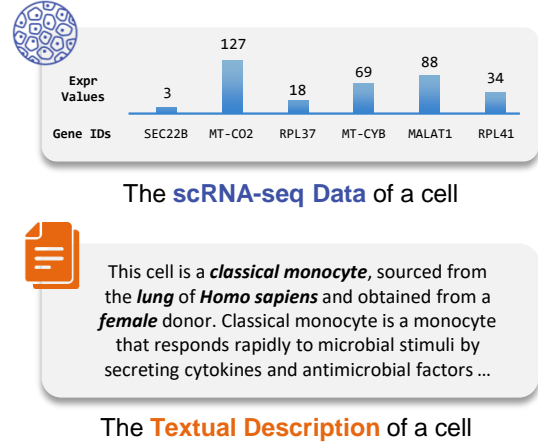 127
88
69
34
18
3
Expr
Values
Gene IDs SEC22B MT-CO2 RPL37 MT-CYB MALAT1 RPL41
The scRNA-seq Data of a cell
This cell is a classical monocyte, sourced from
the lung of Homo sapiens and obtained from a
female donor. Classical monocyte is a monocyte
that responds rapidly to microbial stimuli by
secreting cytokines and antimicrobial factors ...
The Textual Description of a cell